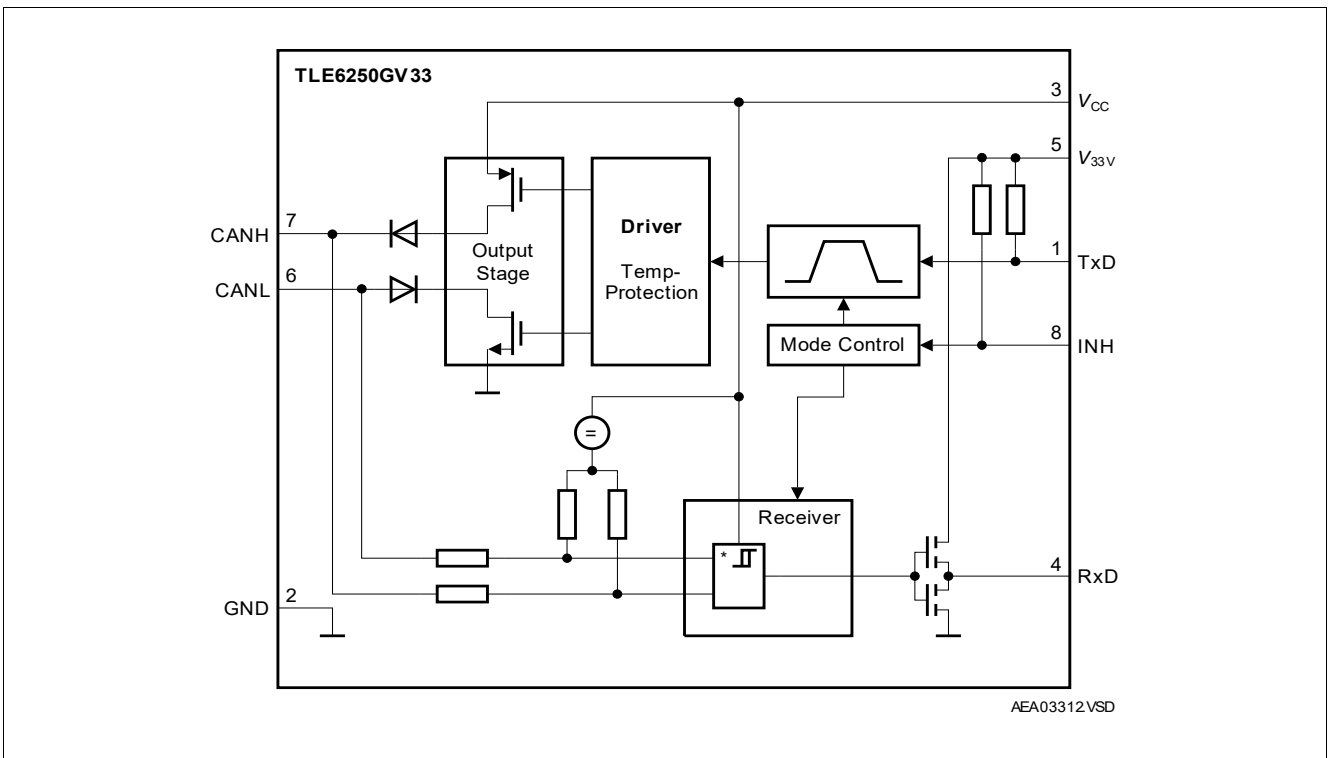 TLE6250GV33
3
VCC
5
V33V
Driver
7
CANH
1
TxD
Output
Stage
Temp-
Protection
6
CANL
8
INH
Mode Control
=
Receiver
*
4
RxD
2
GND
AEA03312.VSD